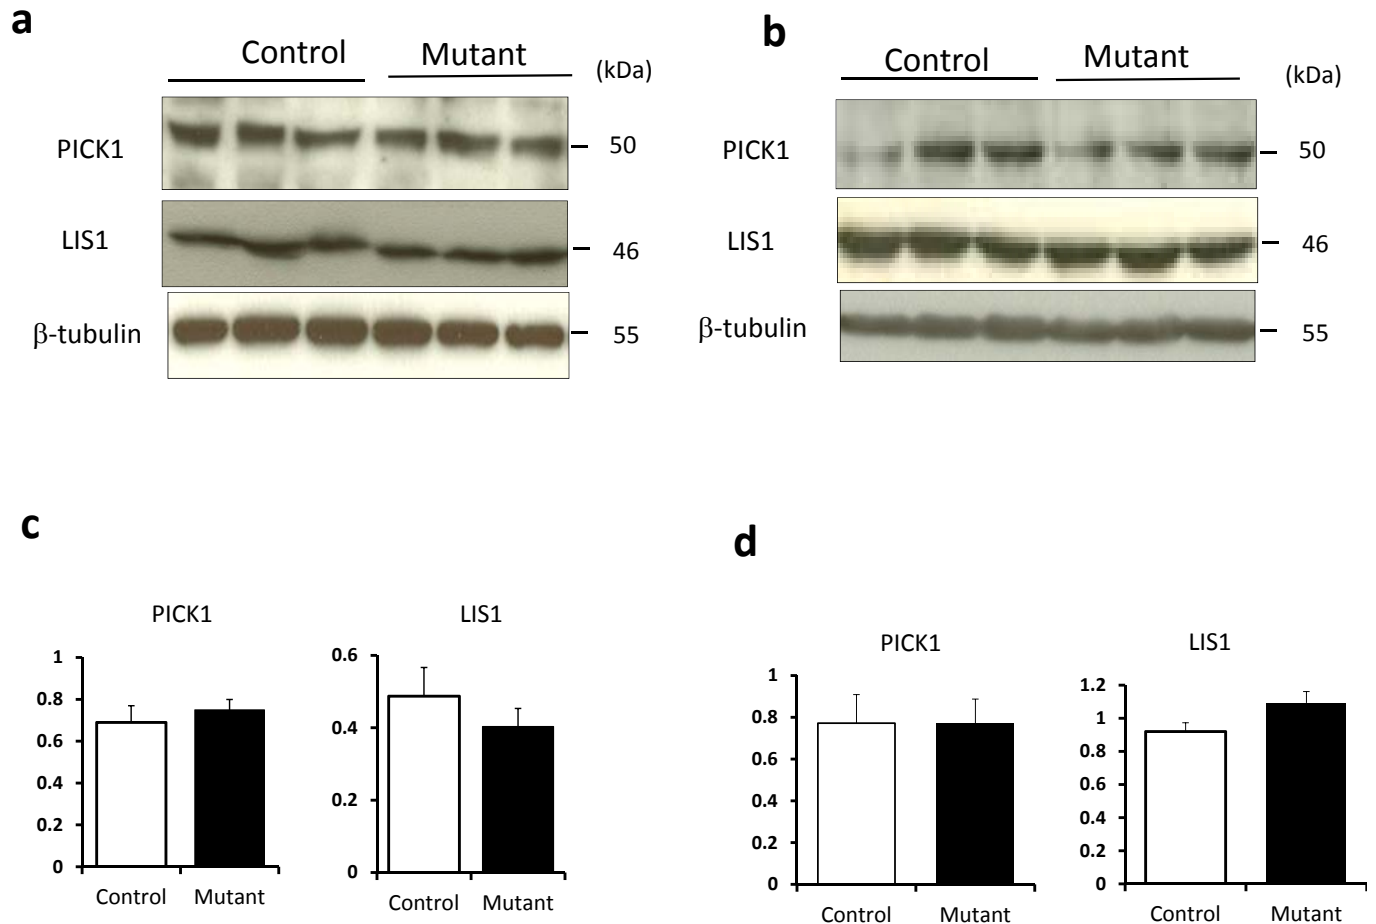 a
Control Mutant (kDa)
PICK1 50
LIS1 46
β-tubulin 55
b
Control Mutant (kDa)
PICK1 50
LIS1 46
β-tubulin 55
c
PICK1
1
0.8
0.6
0.4
0.2
0
Control Mutant
LIS1
0.6
0.4
0.2
0
Control Mutant
d
PICK1
1
0.8
0.6
0.4
0.2
0
Control Mutant
LIS1
1.2
1
0.8
0.6
0.4
0.2
0
Control Mutant